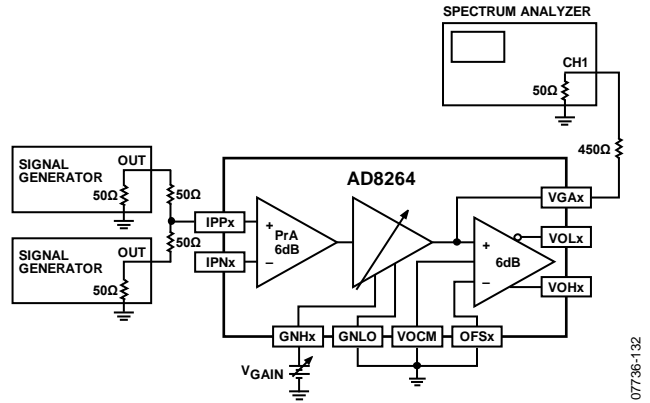 SPECTRUM ANALYZER
CH1
50Ω
450Ω
SIGNAL
GENERATOR
OUT
50Ω
50Ω
AD8264
VGAx
IPPx
+
PrA
6dB
–
+
6dB
–
VOLx
SIGNAL
GENERATOR
OUT
50Ω
50Ω
IPNx
VOHx
GNHx
GNLO
VOCM
OFSx
VGAIN
07736-132